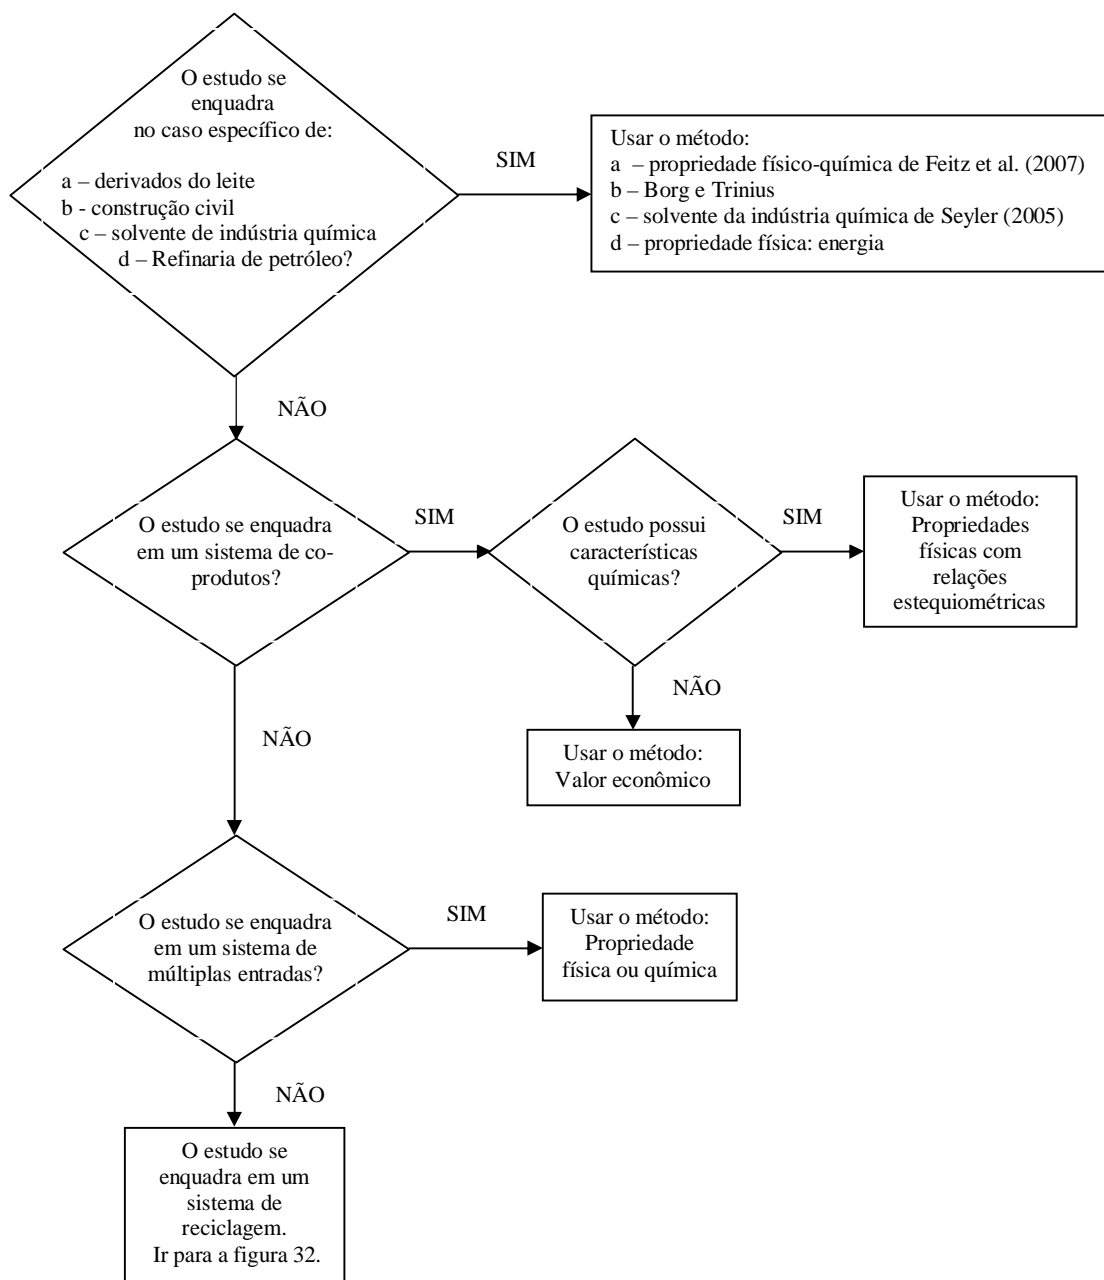 O estudo se
enquadra
no caso específico de:
a – derivados do leite
b - construção civil
c – solvente de indústria química
d – Refinaria de petróleo?
SIM
Usar o método:
a – propriedade físico-química de Feitz et al. (2007)
b – Borg e Trinius
c – solvente da indústria química de Seyler (2005)
d – propriedade física: energia
NÃO
O estudo se enquadra
em um sistema de co-
produtos?
SIM
O estudo possui
características
químicas?
SIM
Usar o método:
Propriedades
físicas com
relações
estequiométricas
NÃO
Usar o método:
Valor econômico
NÃO
O estudo se enquadra
em um sistema de
múltiplas entradas?
SIM
Usar o método:
Propriedade
física ou química
NÃO
O estudo se
enquadra em um
sistema de
reciclagem.
Ir para a figura 32.